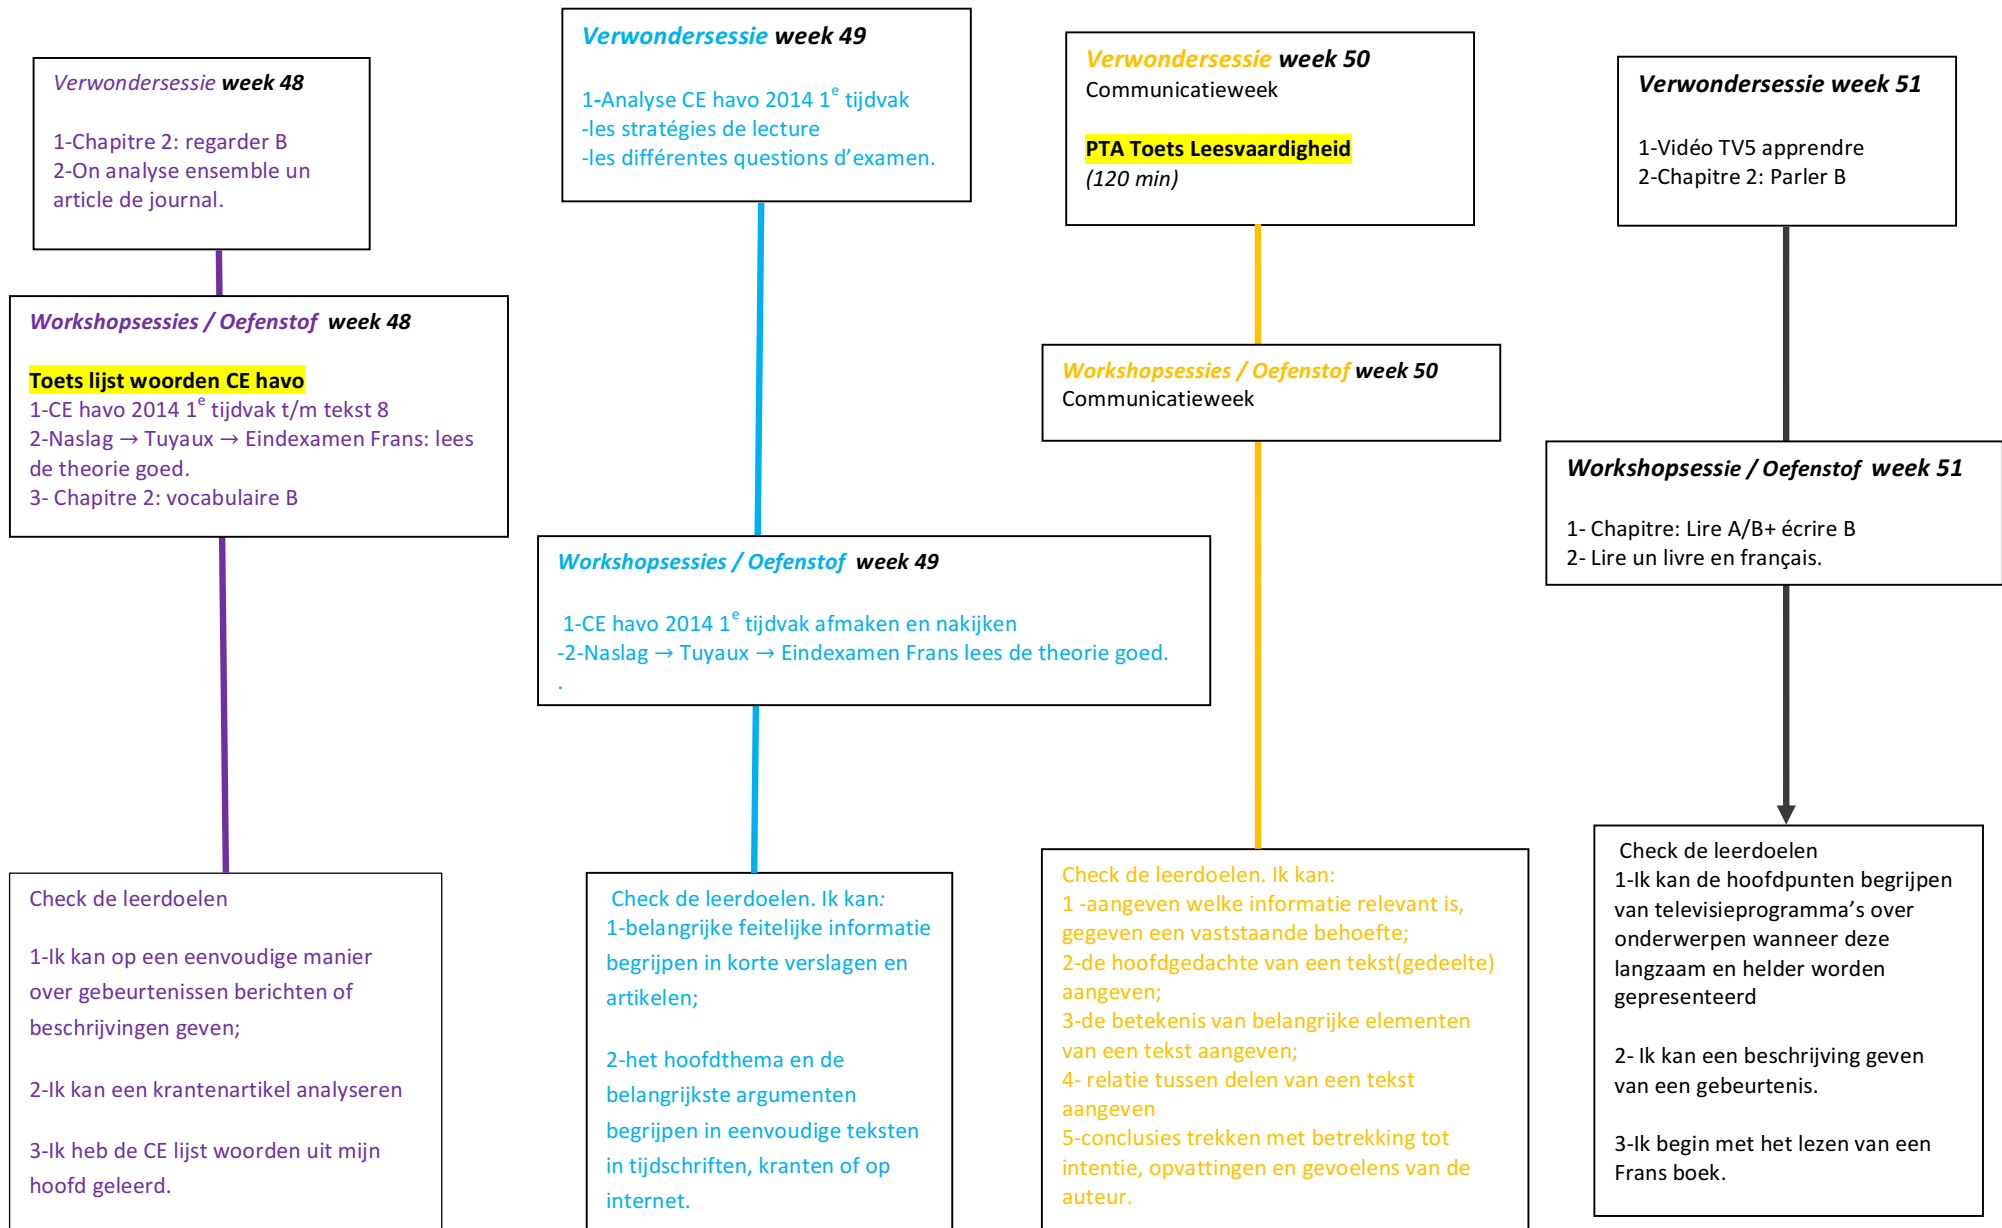 Verwondersessie week 48
1-Chapitre 2: regarder B
2-On analyse ensemble un
article de journal.
Workshopsessies / Oefenstof week 48
Toets lijst woorden CE havo
1-CE havo 2014 1e tijdvak t/m tekst 8
2-Naslag → Tuyaux → Eindexamen Frans: lees
de theorie goed.
3- Chapitre 2: vocabulaire B
Check de leerdoelen
1-Ik kan op een eenvoudige manier
over gebeurtenissen berichten of
beschrijvingen geven;
2-Ik kan een krantenartikel analyseren
3-Ik heb de CE lijst woorden uit mijn
hoofd geleerd.
Verwondersessie week 49
1-Analyse CE havo 2014 1e tijdvak
-les stratégies de lecture
-les différentes questions d’examen.
Workshopsessies / Oefenstof week 49
1-CE havo 2014 1e tijdvak afmaken en nakijken
-2-Naslag → Tuyaux → Eindexamen Frans lees de theorie goed.
.
Check de leerdoelen. Ik kan:
1-belangrijke feitelijke informatie
begrijpen in korte verslagen en
artikelen;
2-het hoofdthema en de
belangrijkste argumenten
begrijpen in eenvoudige teksten
in tijdschriften, kranten of op
internet.
Verwondersessie week 50
Communicatieweek
PTA Toets Leesvaardigheid
(120 min)
Workshopsessies / Oefenstof week 50
Communicatieweek
Check de leerdoelen. Ik kan:
1 -aangeven welke informatie relevant is,
gegeven een vaststaande behoefte;
2-de hoofdgedachte van een tekst(gedeelte)
aangeven;
3-de betekenis van belangrijke elementen
van een tekst aangeven;
4- relatie tussen delen van een tekst
aangeven
5-conclusies trekken met betrekking tot
intentie, opvattingen en gevoelens van de
auteur.
Verwondersessie week 51
1-Vidéo TV5 apprendre
2-Chapitre 2: Parler B
Workshopsessie / Oefenstof week 51
1- Chapitre: Lire A/B+ écrire B
2- Lire un livre en français.
Check de leerdoelen
1-Ik kan de hoofdpunten begrijpen
van televisieprogramma’s over
onderwerpen wanneer deze
langzaam en helder worden
gepresenteerd
2- Ik kan een beschrijving geven
van een gebeurtenis.
3-Ik begin met het lezen van een
Frans boek.